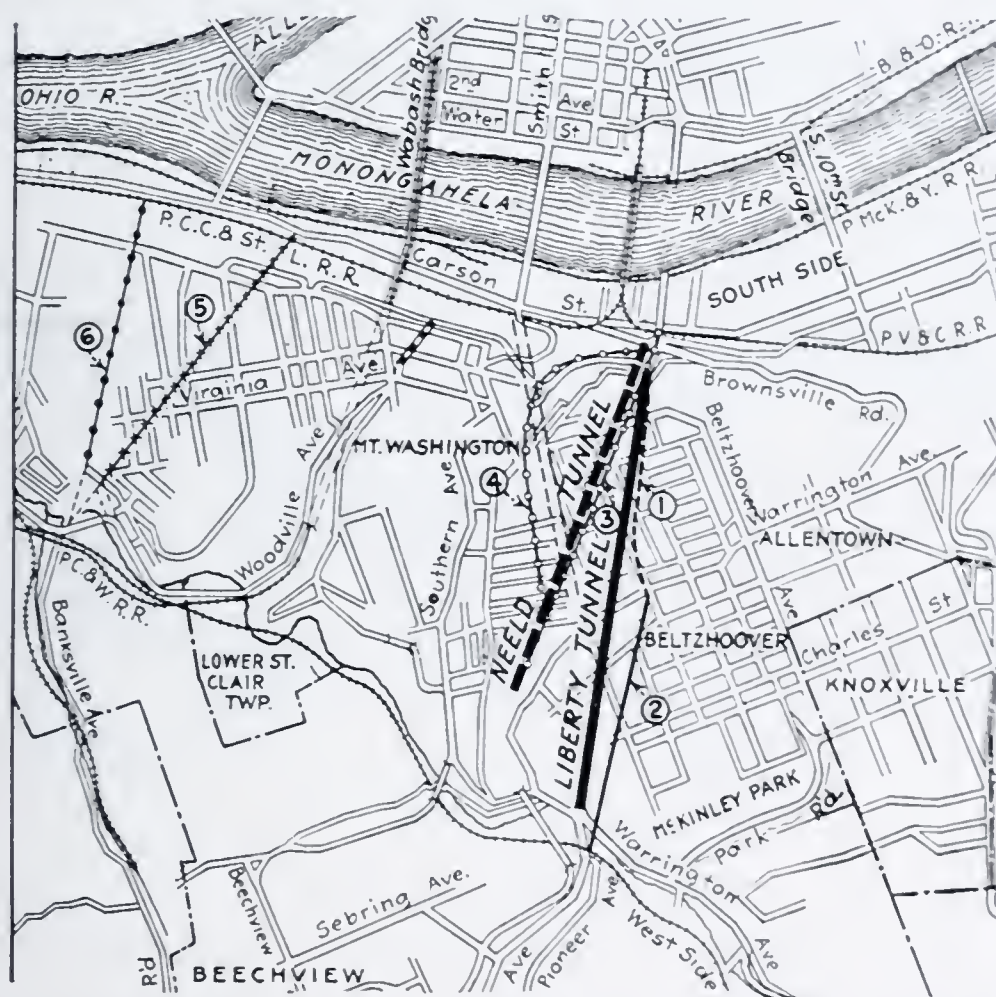 ALL
B. & O. R.
OHIO R.
Wabash Bridg
2nd
Water
Smith
Ave
St
S. 10th St
Bridge
MONONGAHELA
RIVER
P. McK. & Y. R R
P. C. C. & St. L. R. R
Carson St.
SOUTH SIDE
P V & C R R
6
5
Virginia Ave
Brownsville Rd.
MT. WASHINGTON
4
NEELD TUNNEL
3
1
Beltzhoover Ave
Warrington Ave
ALLENTOWN
Woodville Ave
Southern Ave
P. C. & W. R. R.
Banksville Ave
LOWER ST.
CLAIR
TWP.
LIBERTY TUNNEL
BELTZHOOVER
Charles St
KNOXVILLE
2
McKINLEY PARK
Park Rd
Warrington Ave
Beechview
Sebring Ave.
Ave
Pioneer Ave
West Side
BEECHVIEW
Rd